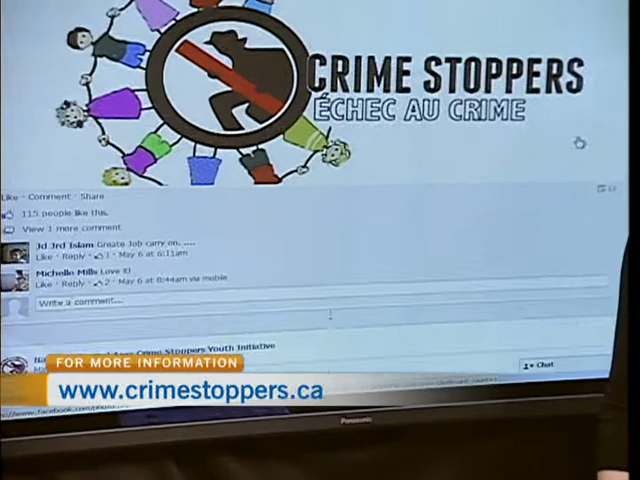 CRIME STOPPERS
ÉCHEC AU CRIME
Like · Comment · Share
115 people like this.
View 1 more comment
Jd Jrd Islam Greate Job carry on. ....
Like · Reply · 1 · May 6 at 6:11am
Michelle Mills Love it!
Like · Reply · 2 · May 6 at 8:44am via mobile
Write a comment...
Crime Stoppers Youth Initiative
FOR MORE INFORMATION
Chat
www.crimestoppers.ca
Panasonic